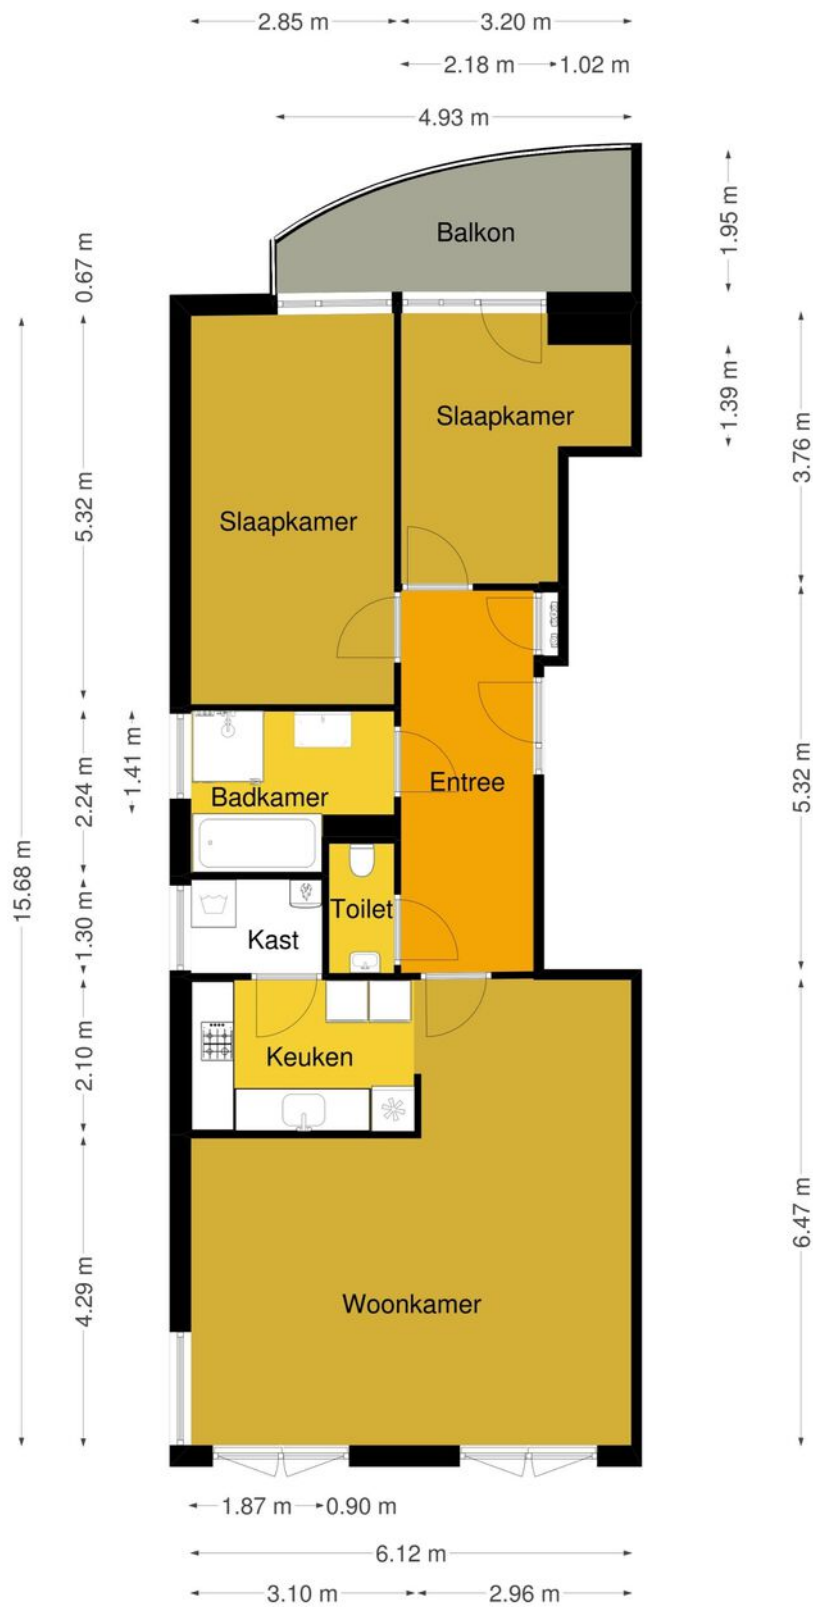 2.85 m
3.20 m
2.18 m
1.02 m
4.93 m
Balkon
1.95 m
0.67 m
Slaapkamer
1.39 m
3.76 m
5.32 m
Slaapkamer
Entree
5.32 m
Badkamer
2.24 m
1.41 m
15.68 m
Toilet
Kast
1.30 m
Keuken
2.10 m
6.47 m
Woonkamer
4.29 m
1.87 m
0.90 m
6.12 m
3.10 m
2.96 m